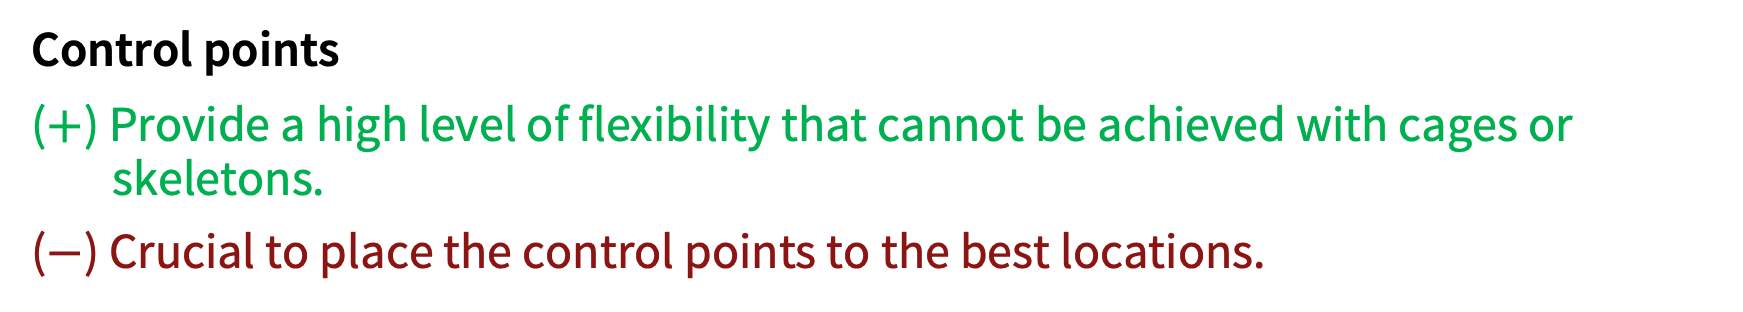 Control points
(+) Provide a high level of flexibility that cannot be achieved with cages or
skeletons.
(−) Crucial to place the control points to the best locations.